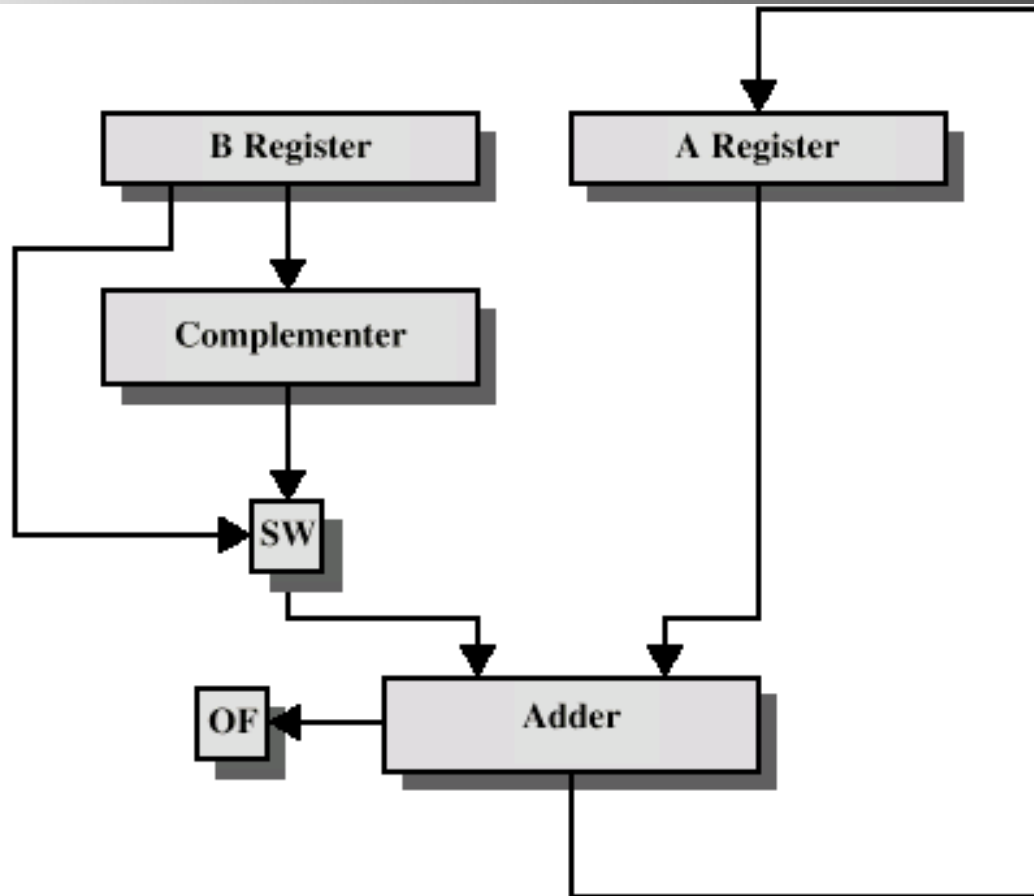 B Register
A Register
Complementer
SW
OF
Adder